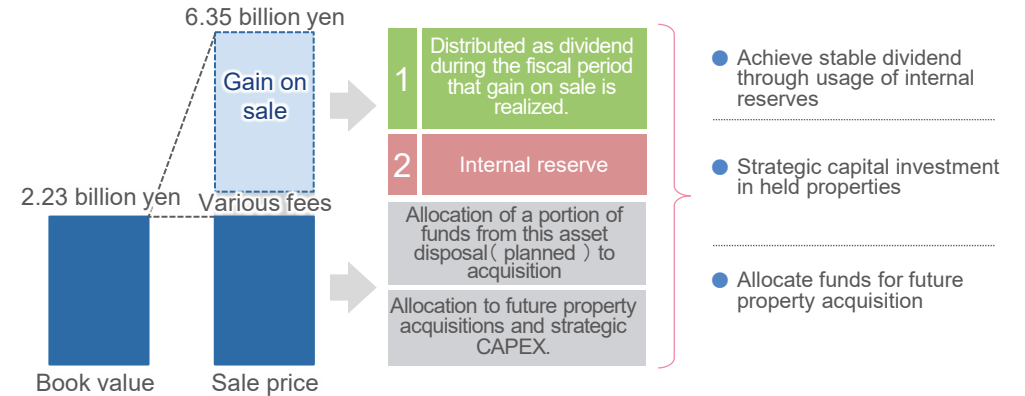 6.35 billion yen
Gain on
sale
2.23 billion yen
Various fees
Book value
Sale price
1
Distributed as dividend
during the fiscal period
that gain on sale is
realized.
2
Internal reserve
Allocation of a portion of
funds from this asset
disposal( planned ) to
acquisition
Allocation to future property
acquisitions and strategic
CAPEX.
Achieve stable dividend
through usage of internal
reserves
Strategic capital investment
in held properties
Allocate funds for future
property acquisition